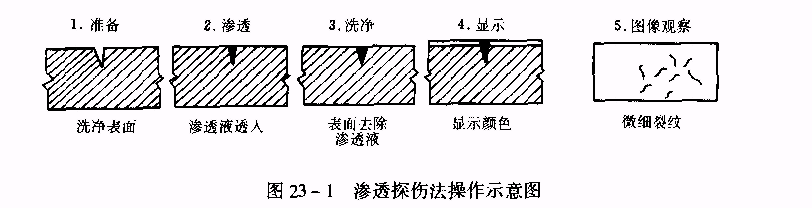 1.准备
2.渗透
3.洗净
4.显示
5.图像观察
洗净表面
渗透液透入
表面去除
渗透液
显示颜色
微细裂纹
图 23-1 渗透探伤法操作示意图